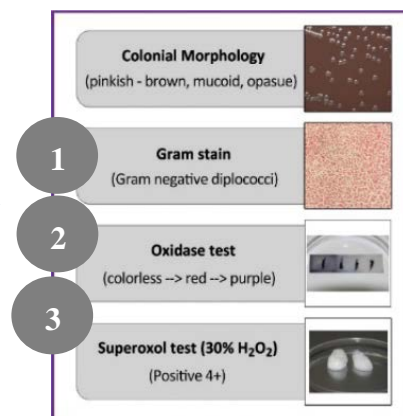 Colonial Morphology
(pinkish - brown, mucoid, opasue)
1
Gram stain
(Gram negative diplococci)
2
Oxidase test
(colorless --> red --> purple)
3
Superoxol test (30% H₂O₂)
(Positive 4+)